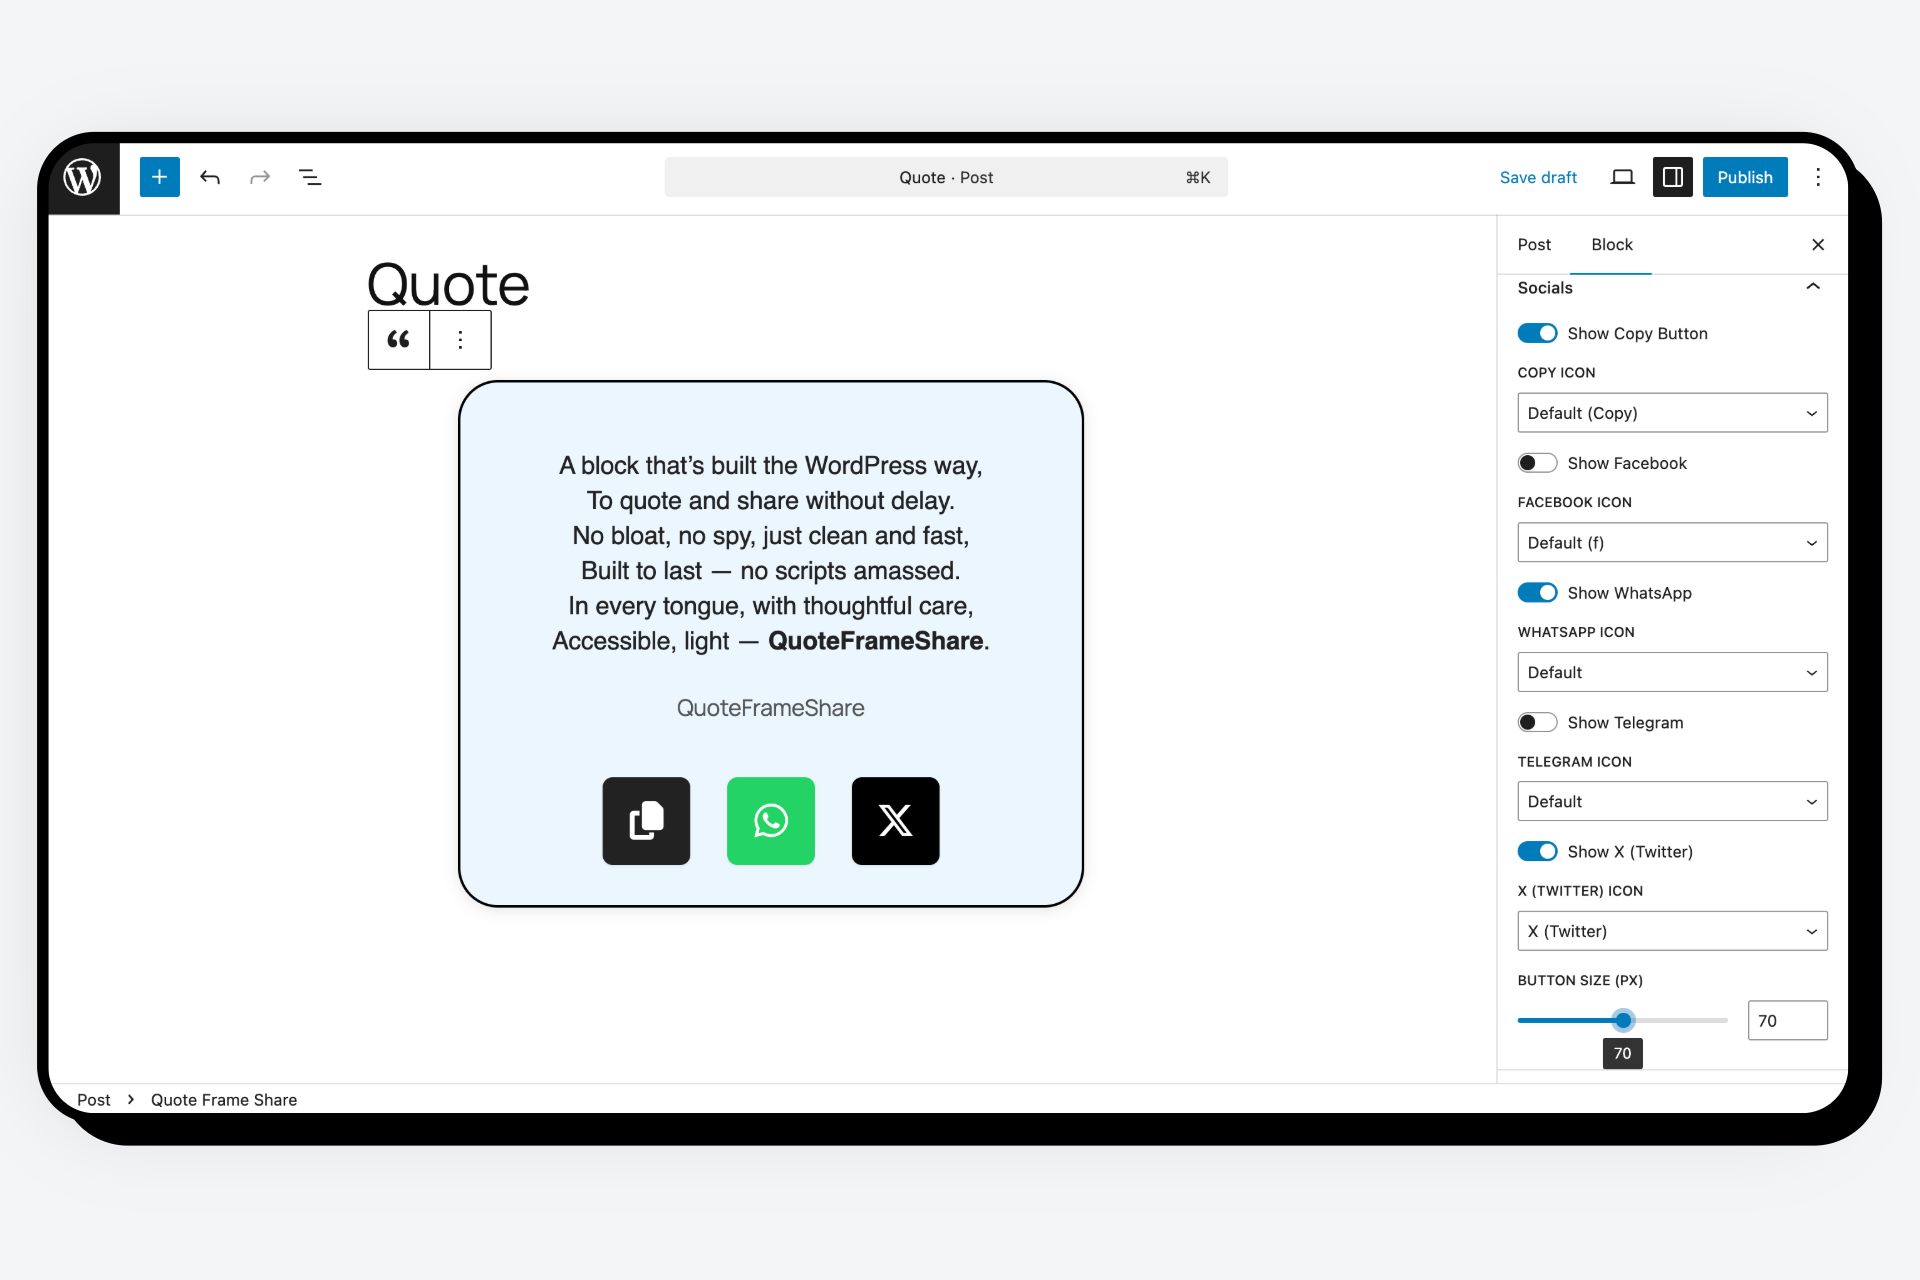 Quote · Post
⌘K
Save draft
Publish
Quote
A block that’s built the WordPress way,
To quote and share without delay.
No bloat, no spy, just clean and fast,
Built to last — no scripts amassed.
In every tongue, with thoughtful care,
Accessible, light — QuoteFrameShare.
QuoteFrameShare
Post
Block
Socials
Show Copy Button
COPY ICON
Default (Copy)
Show Facebook
FACEBOOK ICON
Default (f)
Show WhatsApp
WHATSAPP ICON
Default
Show Telegram
TELEGRAM ICON
Default
Show X (Twitter)
X (TWITTER) ICON
X (Twitter)
BUTTON SIZE (PX)
70
70
Post
Quote Frame Share